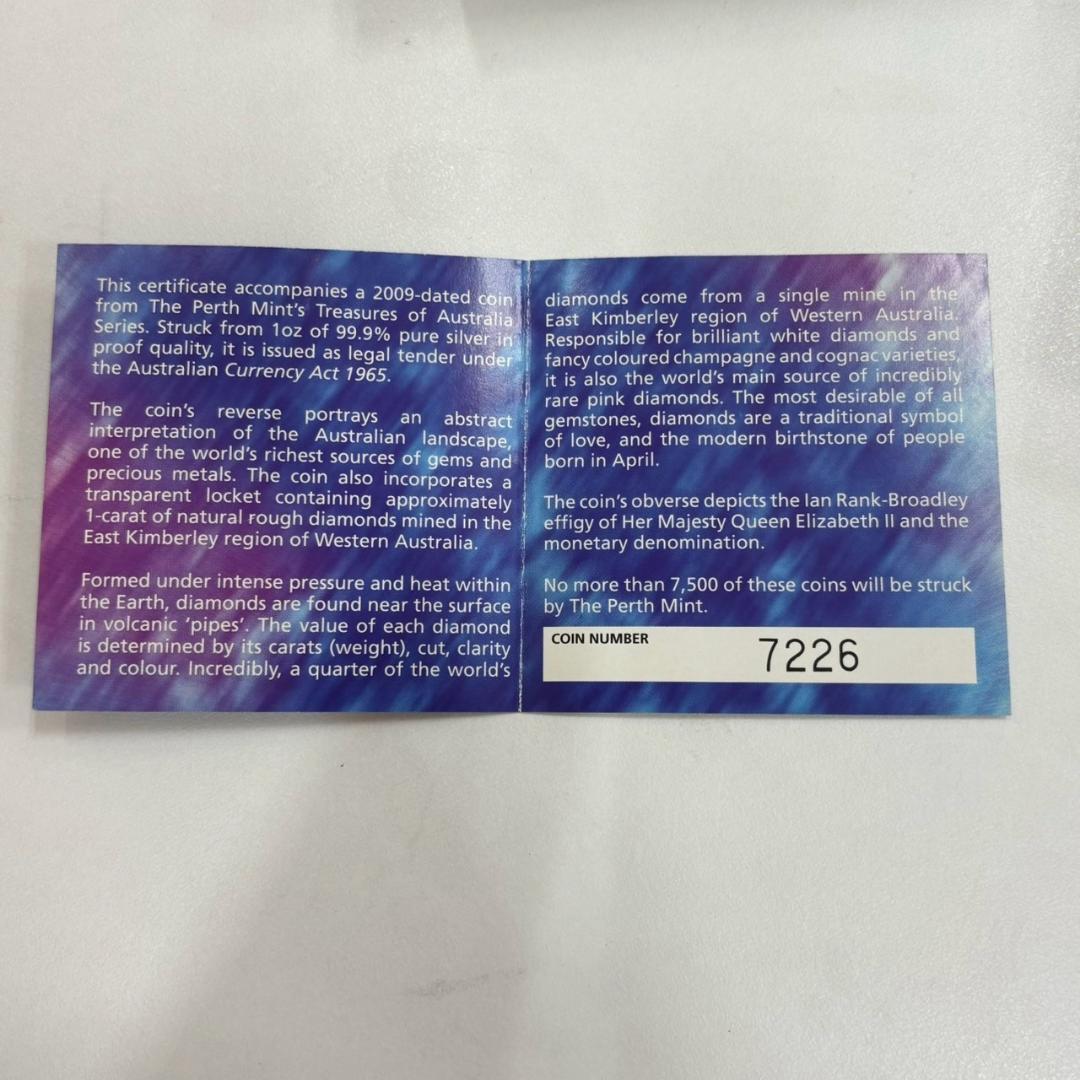 This certificate accompanies a 2009-dated coin
from The Perth Mint's Treasures of Australia
Series. Struck from 1oz of 99.9% pure silver in
proof quality, it is issued as legal tender under
the Australian Currency Act 1965.
The coin's reverse portrays an abstract
interpretation of the Australian landscape,
one of the world's richest sources of gems and
precious metals. The coin also incorporates a
transparent locket containing approximately
1-carat of natural rough diamonds mined in the
East Kimberley region of Western Australia.
Formed under intense pressure and heat within
the Earth, diamonds are found near the surface
in volcanic 'pipes'. The value of each diamond
is determined by its carats (weight), cut, clarity
and colour. Incredibly, a quarter of the world's
diamonds come from a single mine in the
East Kimberley region of Western Australia.
Responsible for brilliant white diamonds and
fancy coloured champagne and cognac varieties,
it is also the world's main source of incredibly
rare pink diamonds. The most desirable of all
gemstones, diamonds are a traditional symbol
of love, and the modern birthstone of people
born in April.
The coin's obverse depicts the Ian Rank-Broadley
effigy of Her Majesty Queen Elizabeth II and the
monetary denomination.
No more than 7,500 of these coins will be struck
by The Perth Mint.
COIN NUMBER 7226